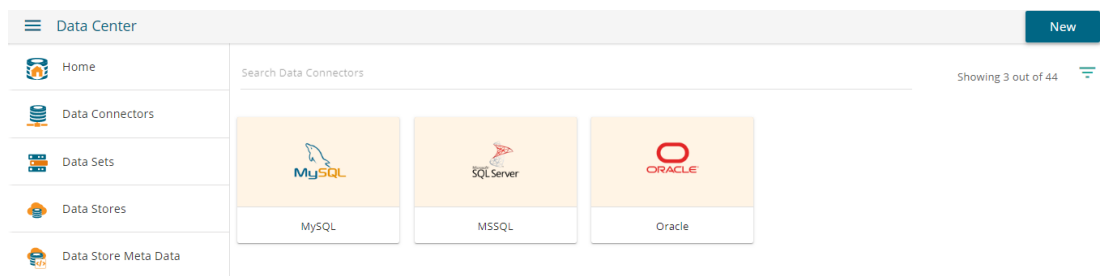 Data Center
New
Home
Data Connectors
Data Sets
Data Stores
Data Store Meta Data
Search Data Connectors
Showing 3 out of 44
MySQL
Microsoft
SQL Server
ORACLE
MySQL
MSSQL
Oracle